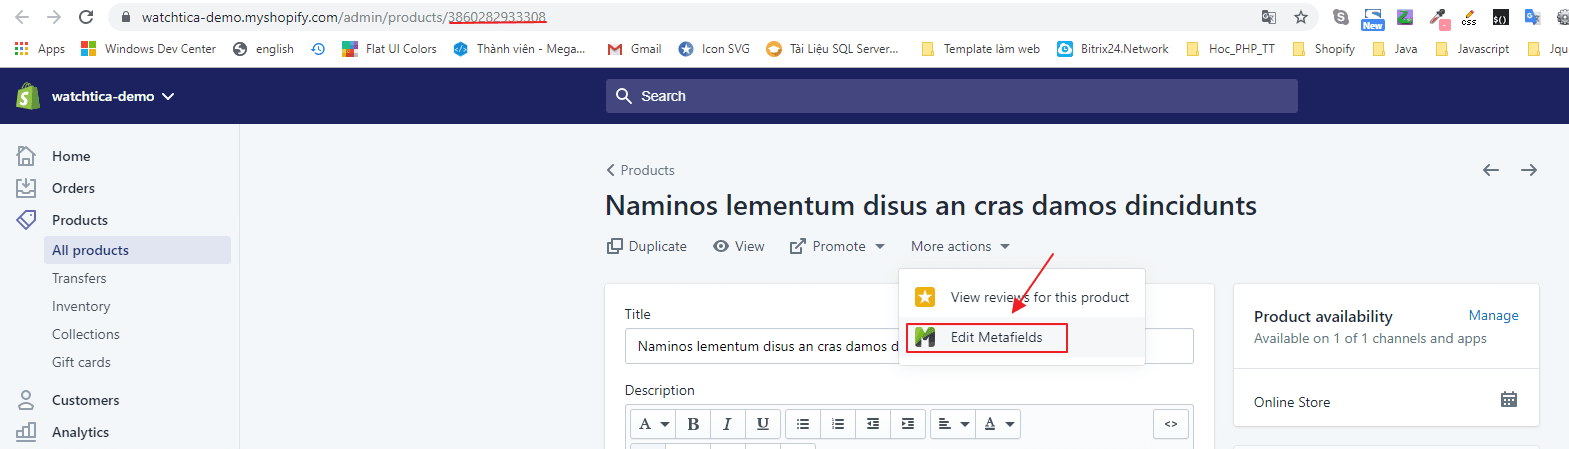 watchtica-demo.myshopify.com/admin/products/3860282933308
New
css
$()
Apps Windows Dev Center english Flat UI Colors Thành viên - Mega... Gmail Icon SVG Tài Liệu SQL Server... Template làm web Bitrix24.Network Hoc_PHP_TT Shopify Java Javascript Jqu
watchtica-demo
Search
Home
Orders
Products
All products
Transfers
Inventory
Collections
Gift cards
Customers
Analytics
Products
Naminos lementum disus an cras damos dincidunts
Duplicate View Promote More actions
View reviews for this product
Edit Metafields
Title
Naminos lementum disus an cras damos d
Description
A B I U A <>
Product availability Manage
Available on 1 of 1 channels and apps
Online Store